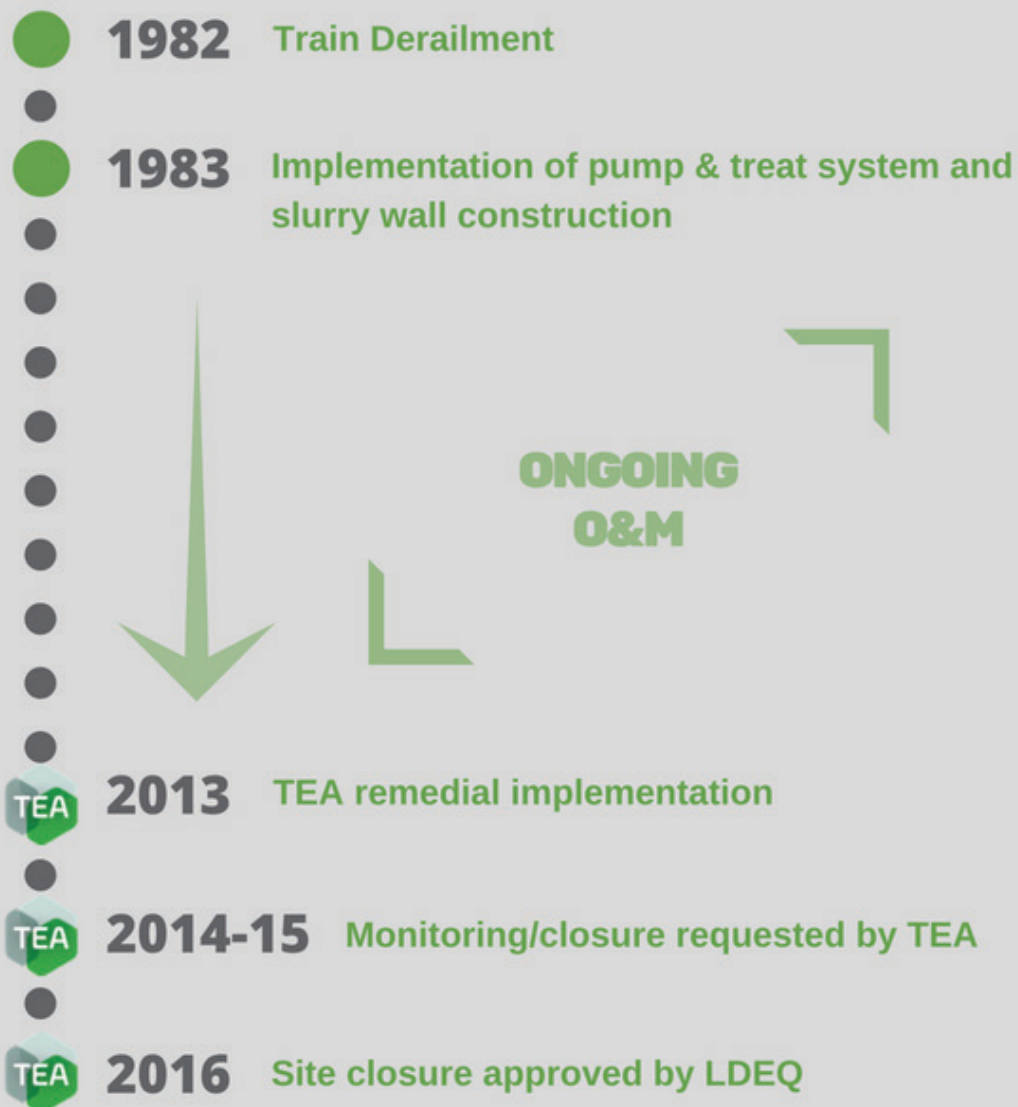 1982 Train Derailment
1983 Implementation of pump & treat system and
slurry wall construction
ONGOING
O&M
TEA 2013 TEA remedial implementation
TEA 2014-15 Monitoring/closure requested by TEA
TEA 2016 Site closure approved by LDEQ